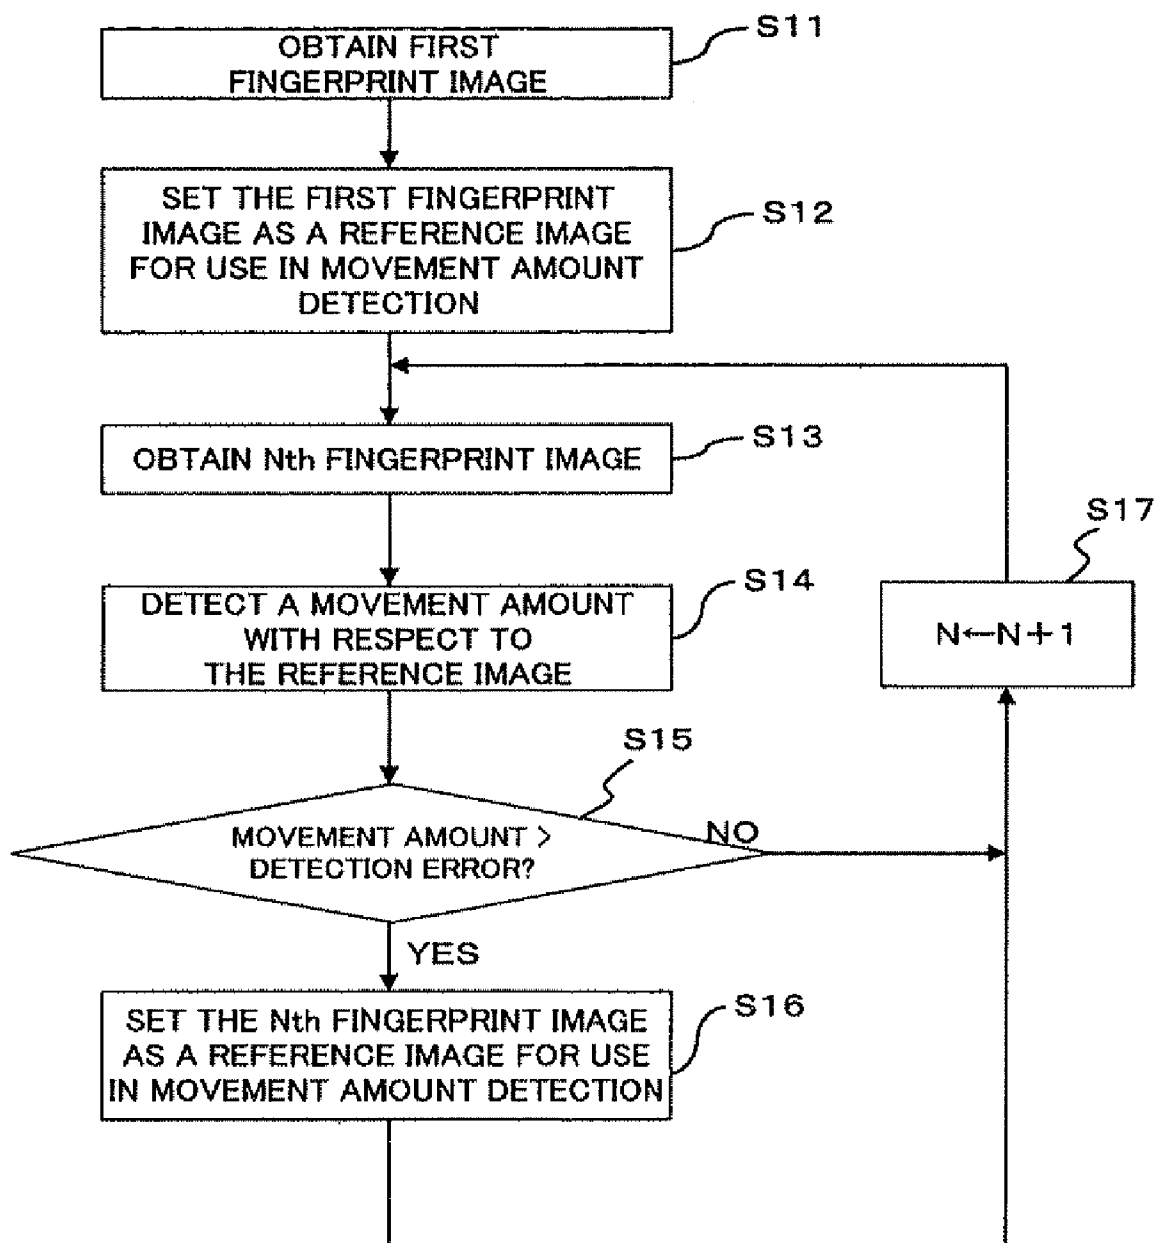 S11
OBTAIN FIRST
FINGERPRINT IMAGE
SET THE FIRST FINGERPRINT
IMAGE AS A REFERENCE IMAGE
FOR USE IN MOVEMENT AMOUNT
DETECTION
S12
OBTAIN Nth FINGERPRINT IMAGE
S13
S17
N←N+1
DETECT A MOVEMENT AMOUNT
WITH RESPECT TO
THE REFERENCE IMAGE
S14
S15
MOVEMENT AMOUNT >
DETECTION ERROR?
NO
YES
SET THE Nth FINGERPRINT IMAGE
AS A REFERENCE IMAGE FOR USE
IN MOVEMENT AMOUNT DETECTION
S16